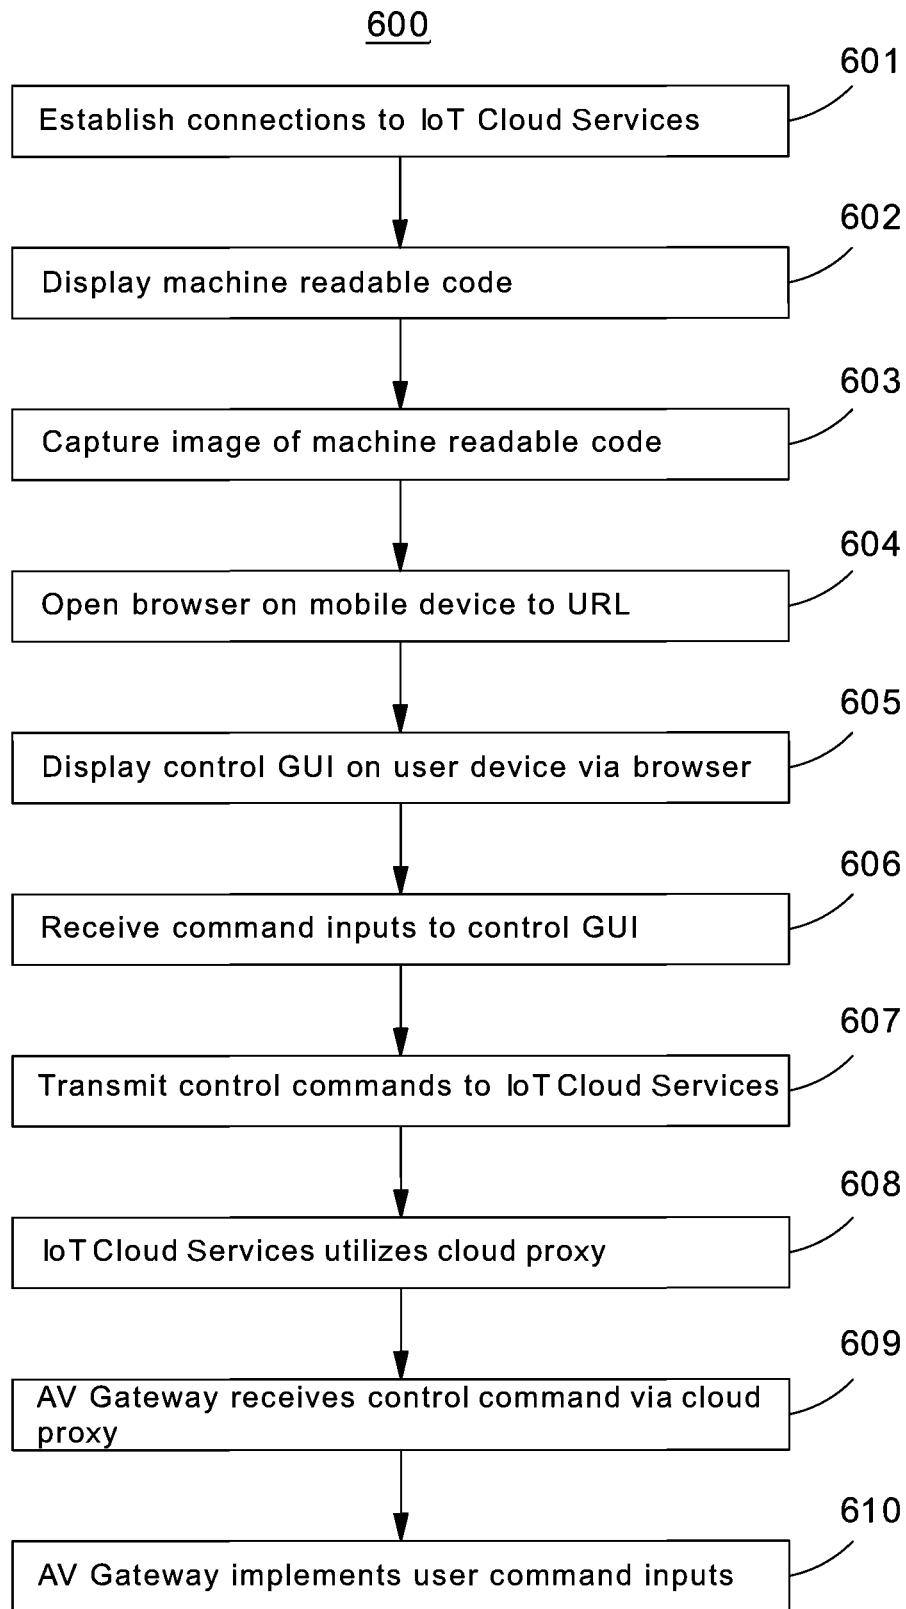 600
601
Establish connections to IoT Cloud Services
602
Display machine readable code
603
Capture image of machine readable code
604
Open browser on mobile device to URL
605
Display control GUI on user device via browser
606
Receive command inputs to control GUI
607
Transmit control commands to IoT Cloud Services
608
IoT Cloud Services utilizes cloud proxy
609
AV Gateway receives control command via cloud
proxy
610
AV Gateway implements user command inputs